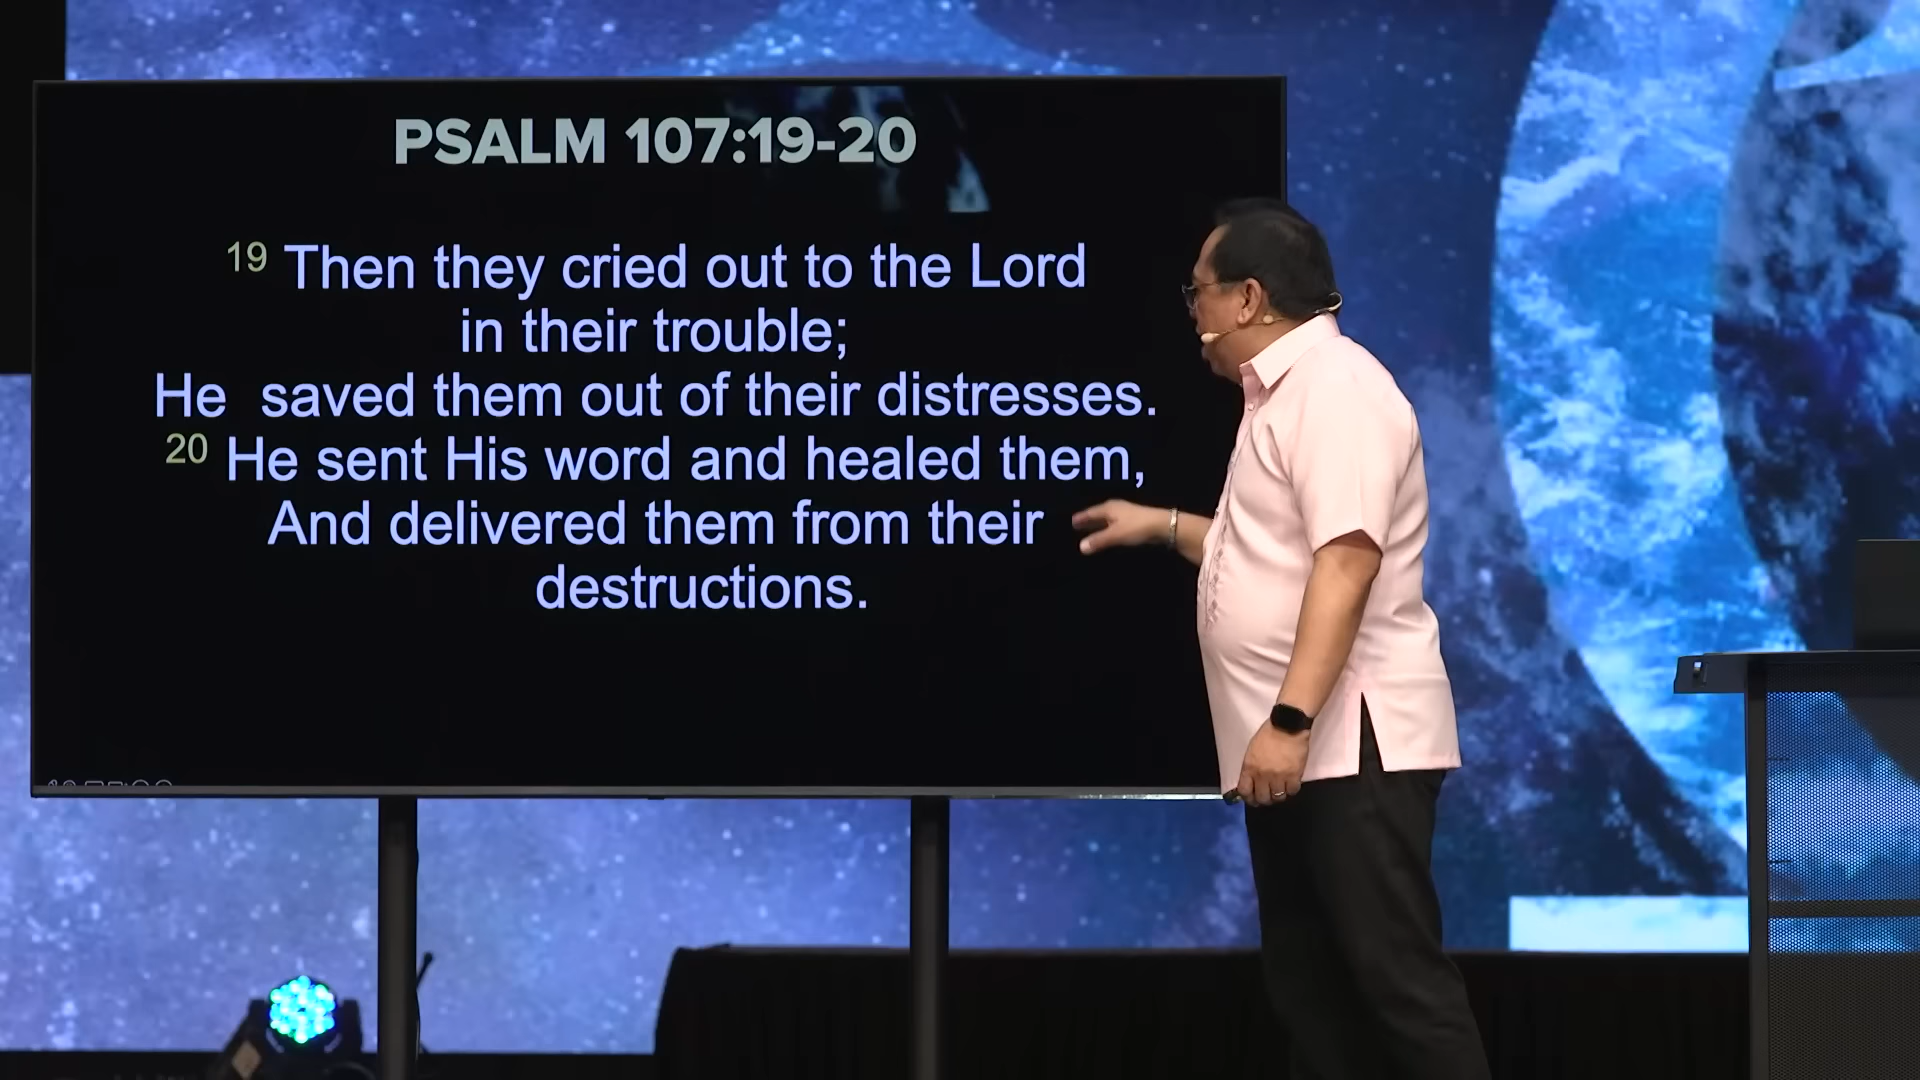 PSALM 107:19-20
19 Then they cried out to the Lord
in their trouble;
He  saved them out of their distresses.
20 He sent His word and healed them,
And delivered them from their
destructions.